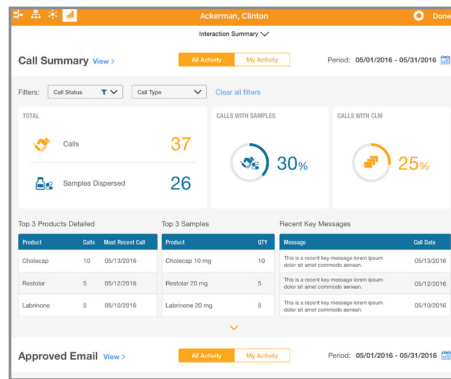 Ackerman, Clinton
Done
Interaction Summary
Call Summary View >
All Activity My Activity
Period: 05/01/2016 - 05/31/2016
Filters: Call Status Call Type Clear all filters
TOTAL
Calls 37
Samples Dispersed 26
CALLS WITH SAMPLES
30%
CALLS WITH CLM
25%
Top 3 Products Detailed
Product Calls Most Recent Call
Cholecap 10 05/13/2016
Restolar 5 05/12/2016
Labrinone 5 05/10/2016
Top 3 Samples
Product QTY
Cholecap 10 mg 10
Restolar 20 mg 5
Labrinone 20 mg 5
Recent Key Messages
Message Call Date
This is a recent key message lorem ipsum
dolor sit amet commodo aenean.
05/13/2016
This is a recent key message lorem ipsum
dolor sit amet commodo aenean.
05/12/2016
This is a recent key message lorem ipsum
dolor sit amet commodo aenean.
05/10/2016
Approved Email View >
All Activity My Activity
Period: 05/01/2016 - 05/31/2016